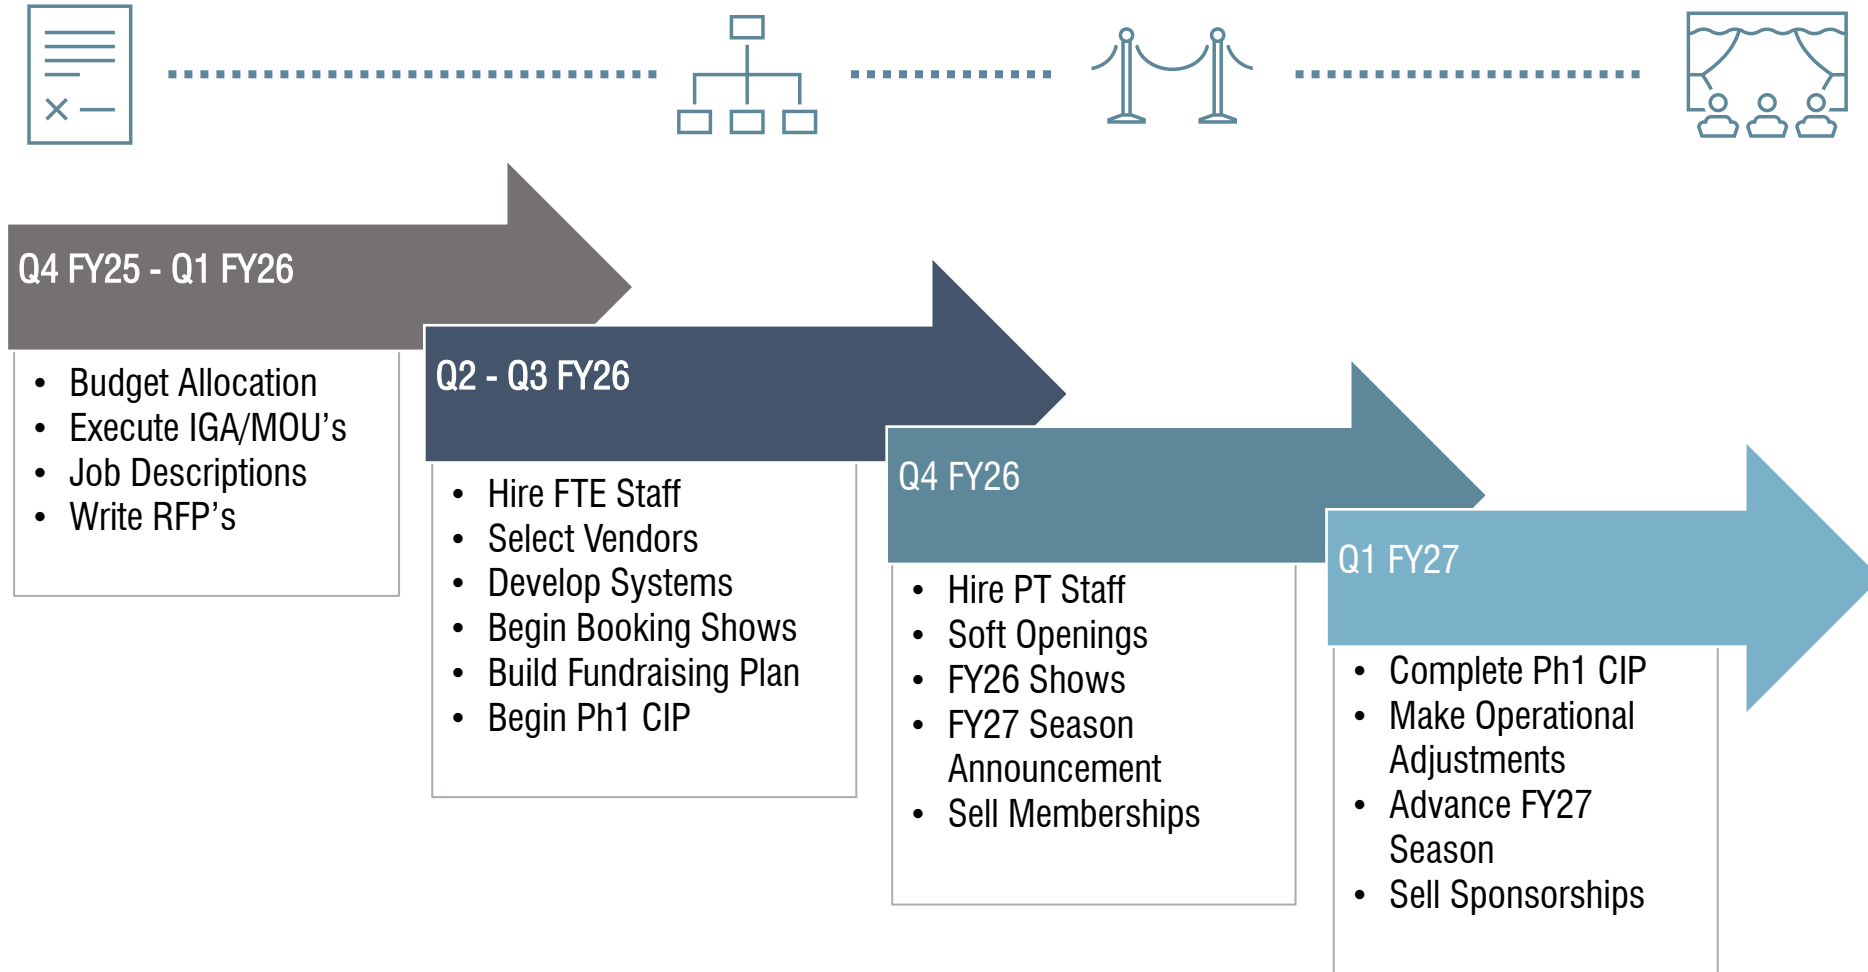 Q4 FY25 - Q1 FY26
• Budget Allocation
• Execute IGA/MOU’s
• Job Descriptions
• Write RFP’s
Q2 - Q3 FY26
• Hire FTE Staff
• Select Vendors
• Develop Systems
• Begin Booking Shows
• Build Fundraising Plan
• Begin Ph1 CIP
Q4 FY26
• Hire PT Staff
• Soft Openings
• FY26 Shows
• FY27 Season
Announcement
• Sell Memberships
Q1 FY27
• Complete Ph1 CIP
• Make Operational
Adjustments
• Advance FY27
Season
• Sell Sponsorships